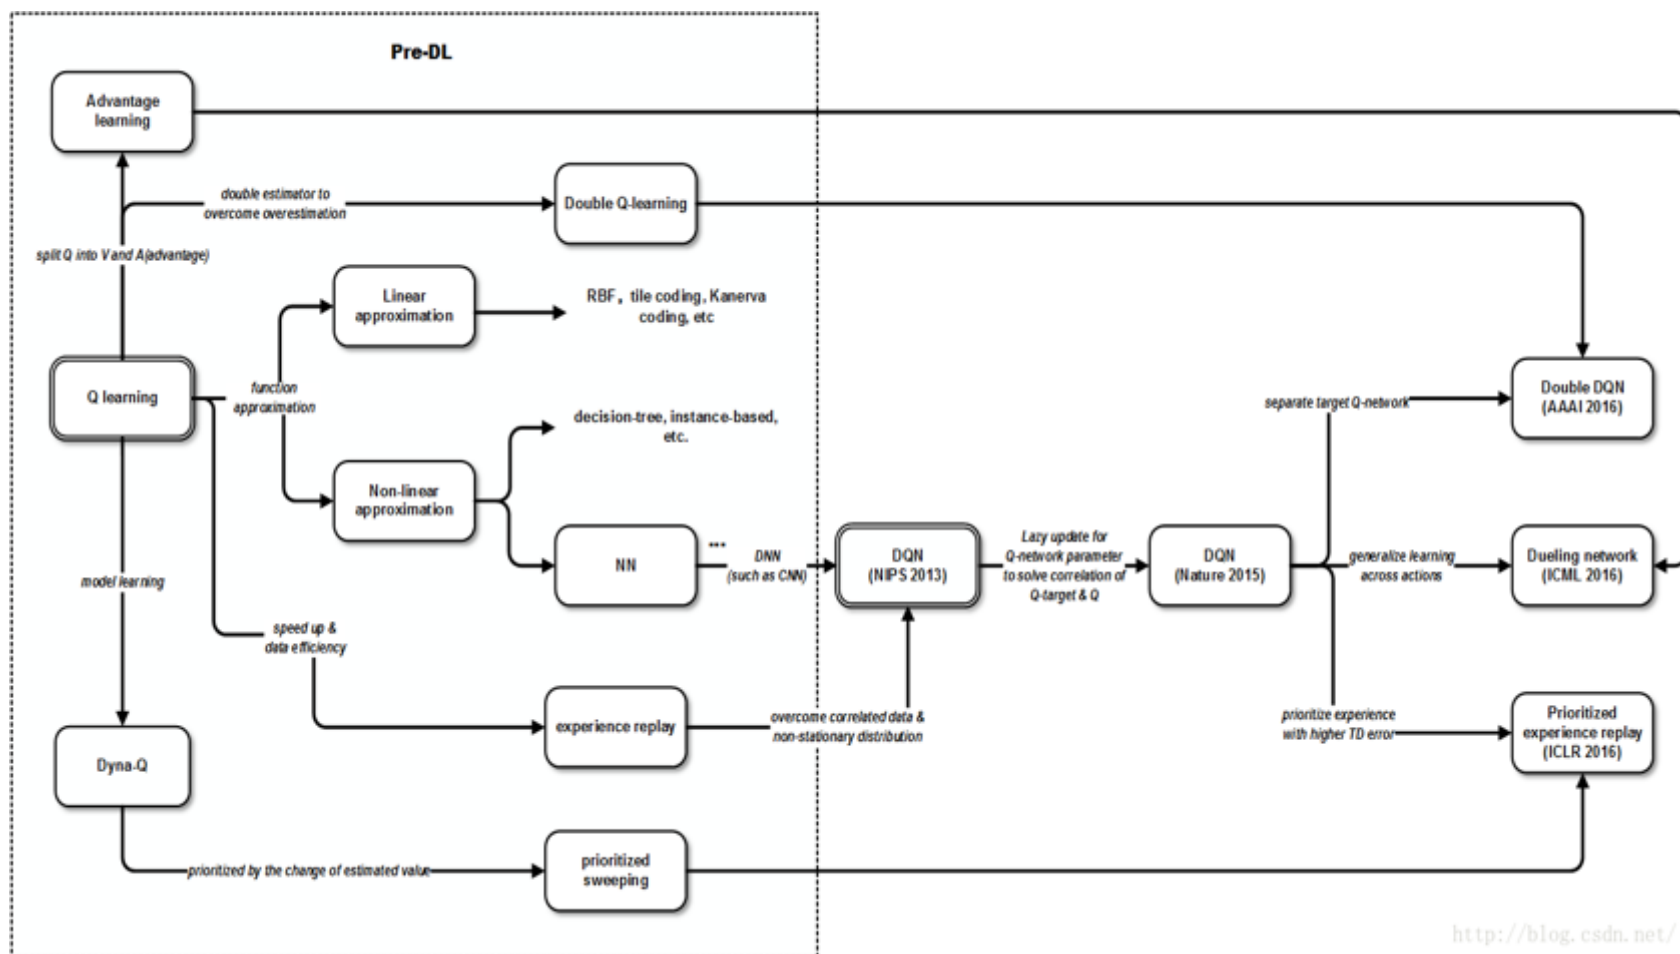 Pre-DL
Advantage
learning
double estimator to
overcome overestimation
Double Q-learning
split Q into V and A(advantage)
Linear
approximation
RBF, tile coding, Kanerva
coding, etc
Q learning
function
approximation
decision-tree, instance-based,
etc.
Non-linear
approximation
separate target Q-network
Double DQN
(AAAI 2016)
NN
...
DNN
(such as CNN)
DQN
(NIPS 2013)
Lazy update for
Q-network parameter
to solve correlation of
Q-target & Q
DQN
(Nature 2015)
generalize learning
across actions
Dueling network
(ICML 2016)
model learning
speed up &
data efficiency
experience replay
overcome correlated data &
non-stationary distribution
prioritize experience
with higher TD error
Prioritized
experience replay
(ICLR 2016)
Dyna-Q
prioritized by the change of estimated value
prioritized
sweeping
http://blog.csdn.net/